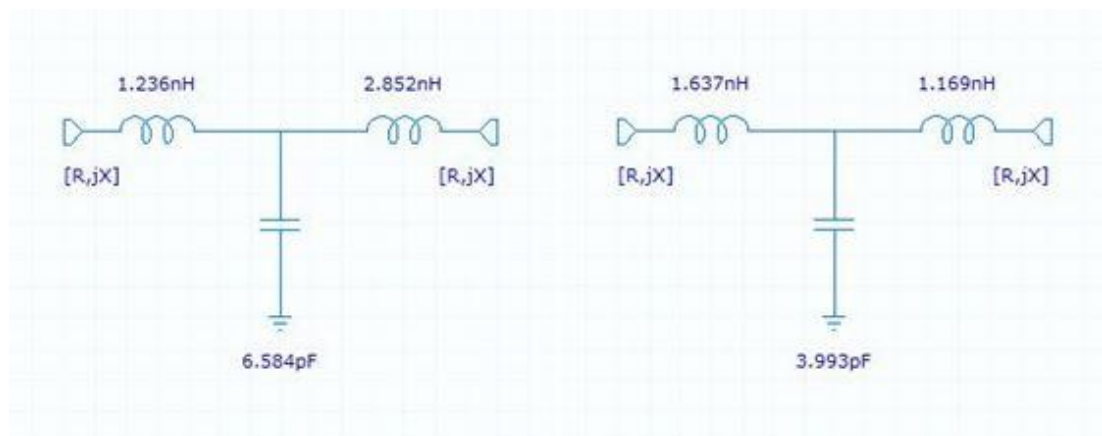 1.236nH 2.852nH 1.637nH 1.169nH
[R,jX] [R,jX] [R,jX] [R,jX]
6.584pF 3.993pF